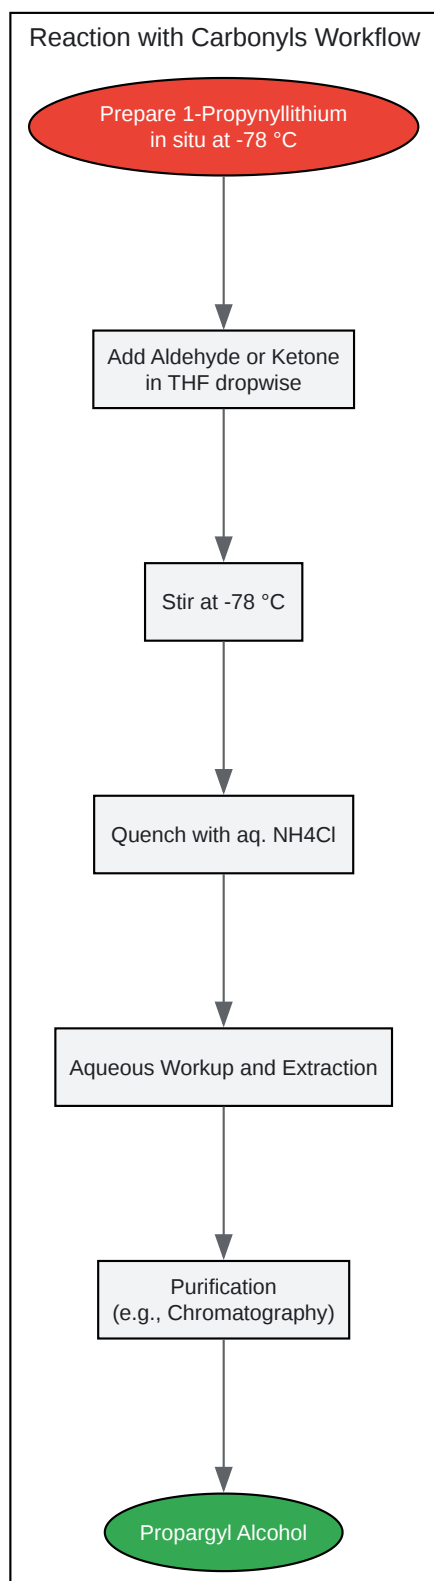 Reaction with Carbonyls Workflow
Prepare 1-Propynyllithium
in situ at -78 °C
Add Aldehyde or Ketone
in THF dropwise
Stir at -78 °C
Quench with aq. NH4Cl
Aqueous Workup and Extraction
Purification
(e.g., Chromatography)
Propargyl Alcohol